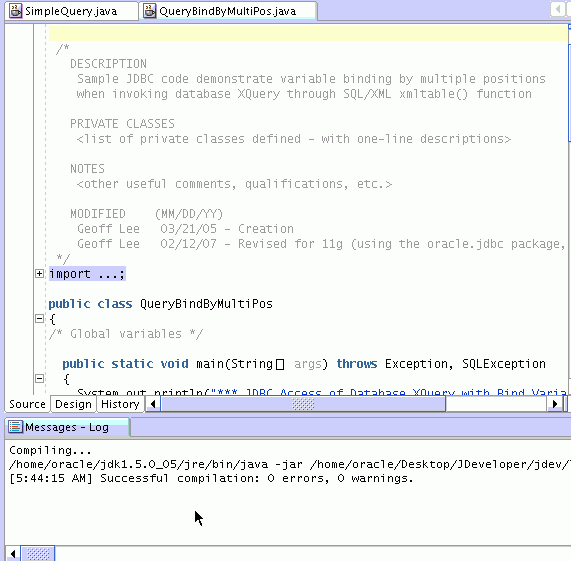 SimpleQuery.java QueryBindByMultiPos.java
/*
DESCRIPTION
Sample JDBC code demonstrate variable binding by multiple positions
when invoking database XQuery through SQL/XML xmltable() function
PRIVATE CLASSES
<list of private classes defined - with one-line descriptions>
NOTES
<other useful comments, qualifications, etc.>
MODIFIED (MM/DD/YY)
Geoff Lee 03/21/05 - Creation
Geoff Lee 02/12/07 - Revised for 11g (using the oracle.jdbc package,
*/
import ...;
public class QueryBindByMultiPos
{
/* Global variables */
public static void main(String[] args) throws Exception, SQLException
{
System.out.println("*** JDBC Access of Database XQuery with Bind Varia
Source Design History
Messages - Log
Compiling...
/home/oracle/jdk1.5.0_05/jre/bin/java -jar /home/oracle/Desktop/JDeveloper/jdev/
[5:44:15 AM] Successful compilation: 0 errors, 0 warnings.